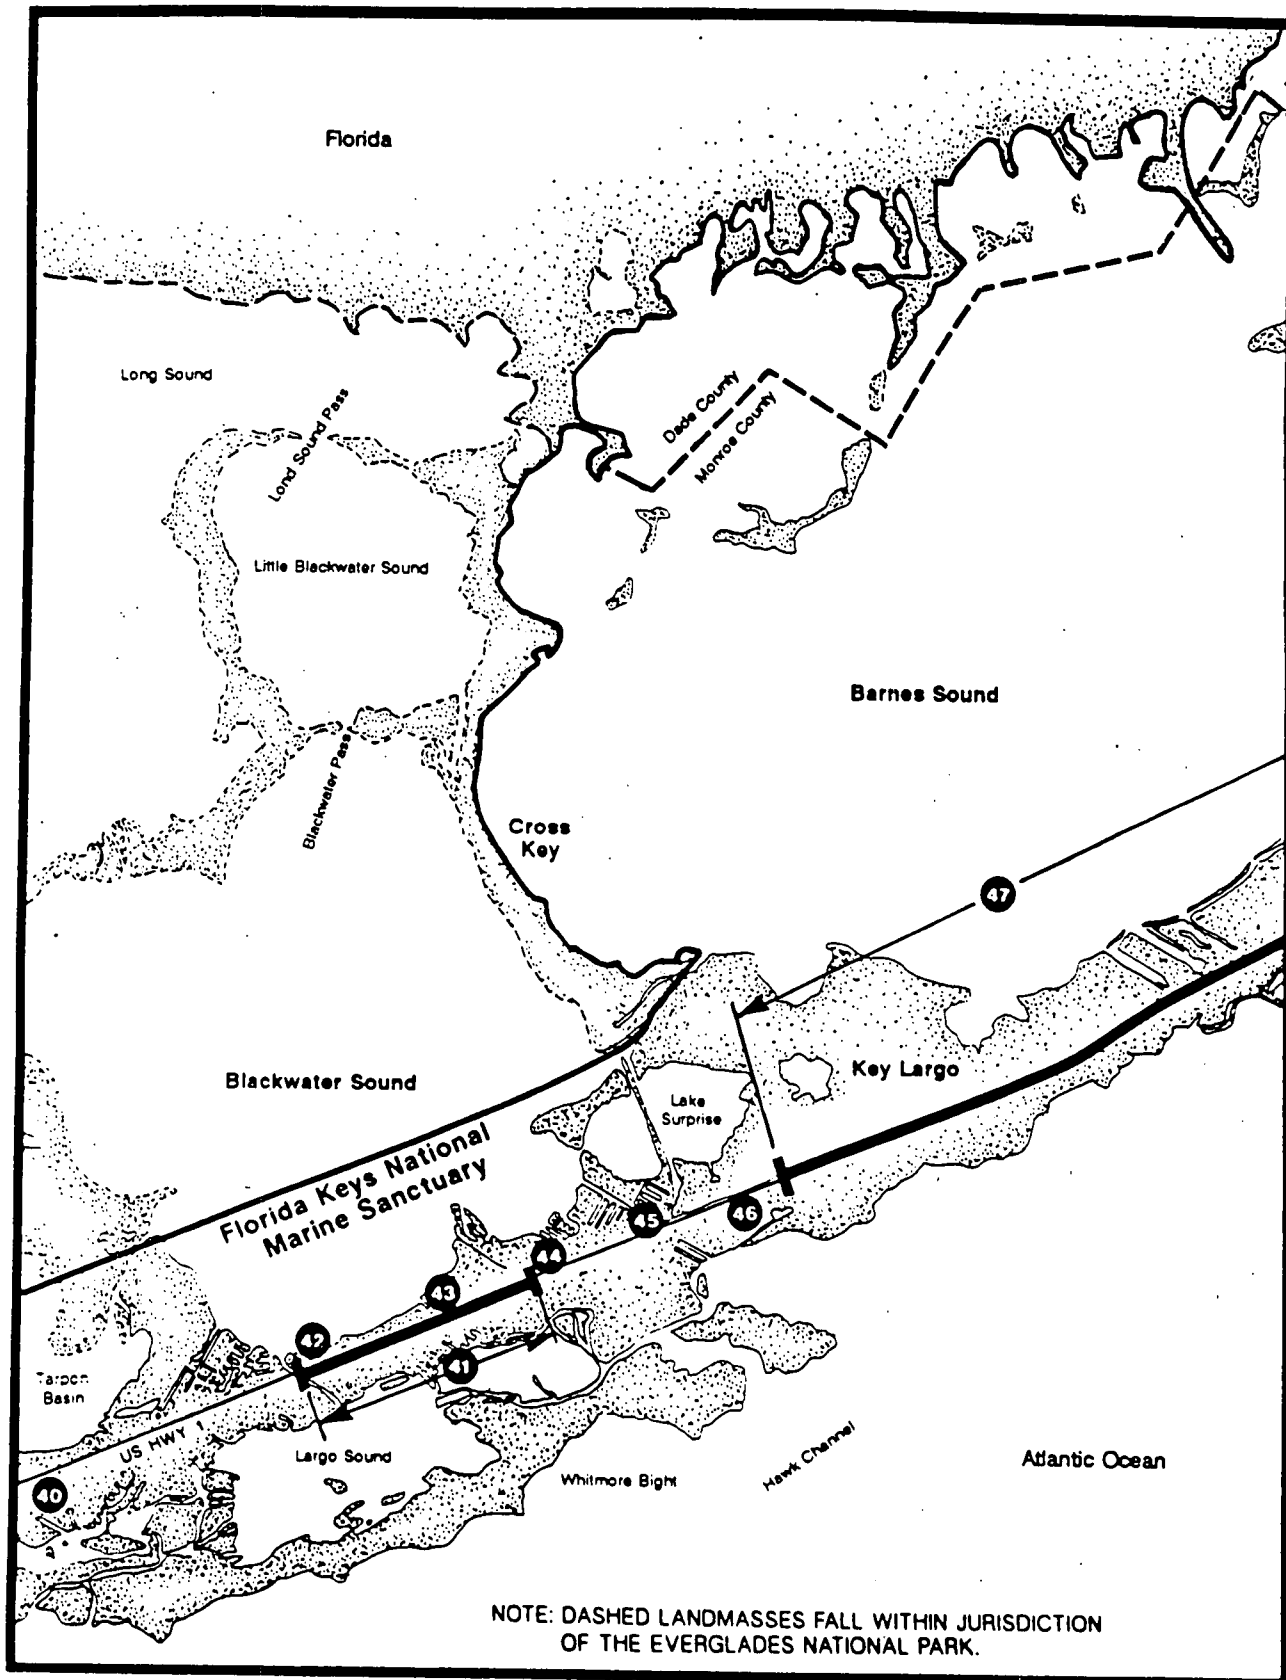 Florida
Long Sound
Lond Sound Pass
Dade County
Monroe County
Little Blackwater Sound
Barnes Sound
Blackwater Pass
Cross
Key
47
Blackwater Sound
Key Largo
Lake
Surprise
Florida Keys National
Marine Sanctuary
45
46
44
43
42
41
Tarpon
Basin
US HWY 1
Largo Sound
Whitmore Bight
Hawk Channel
Atlantic Ocean
40
NOTE: DASHED LANDMASSES FALL WITHIN JURISDICTION
OF THE EVERGLADES NATIONAL PARK.